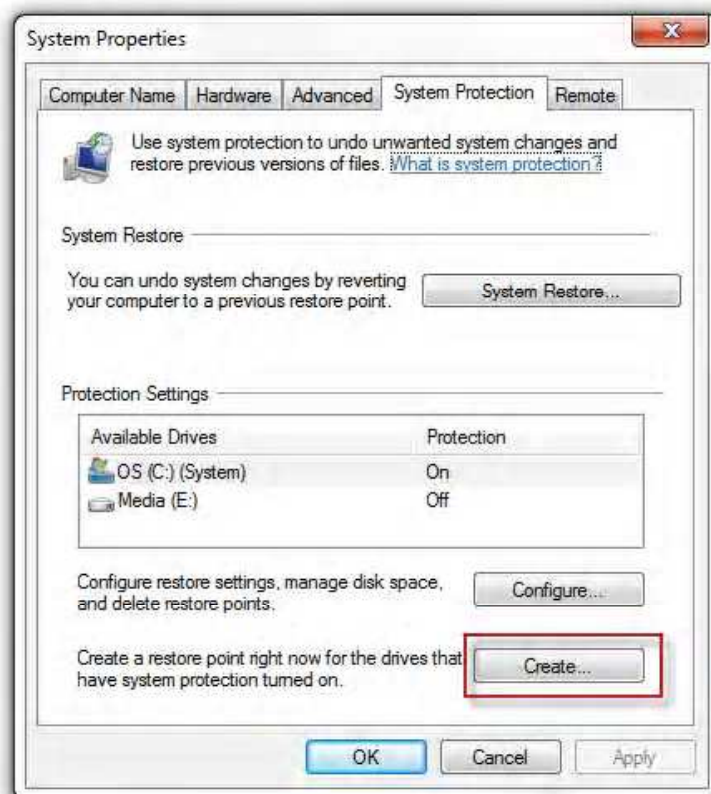 System Properties
Computer Name Hardware Advanced System Protection Remote
Use system protection to undo unwanted system changes and
restore previous versions of files. What is system protection?
System Restore
You can undo system changes by reverting
your computer to a previous restore point.
System Restore...
Protection Settings
Available Drives Protection
OS (C:) (System) On
Media (E:) Off
Configure restore settings, manage disk space,
and delete restore points.
Configure...
Create a restore point right now for the drives that
have system protection turned on.
Create...
OK Cancel Apply